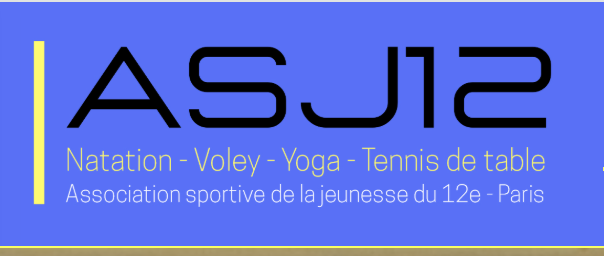 ASJ12
Natation - Voley - Yoga - Tennis de table
Association sportive de la jeunesse du 12e - Paris